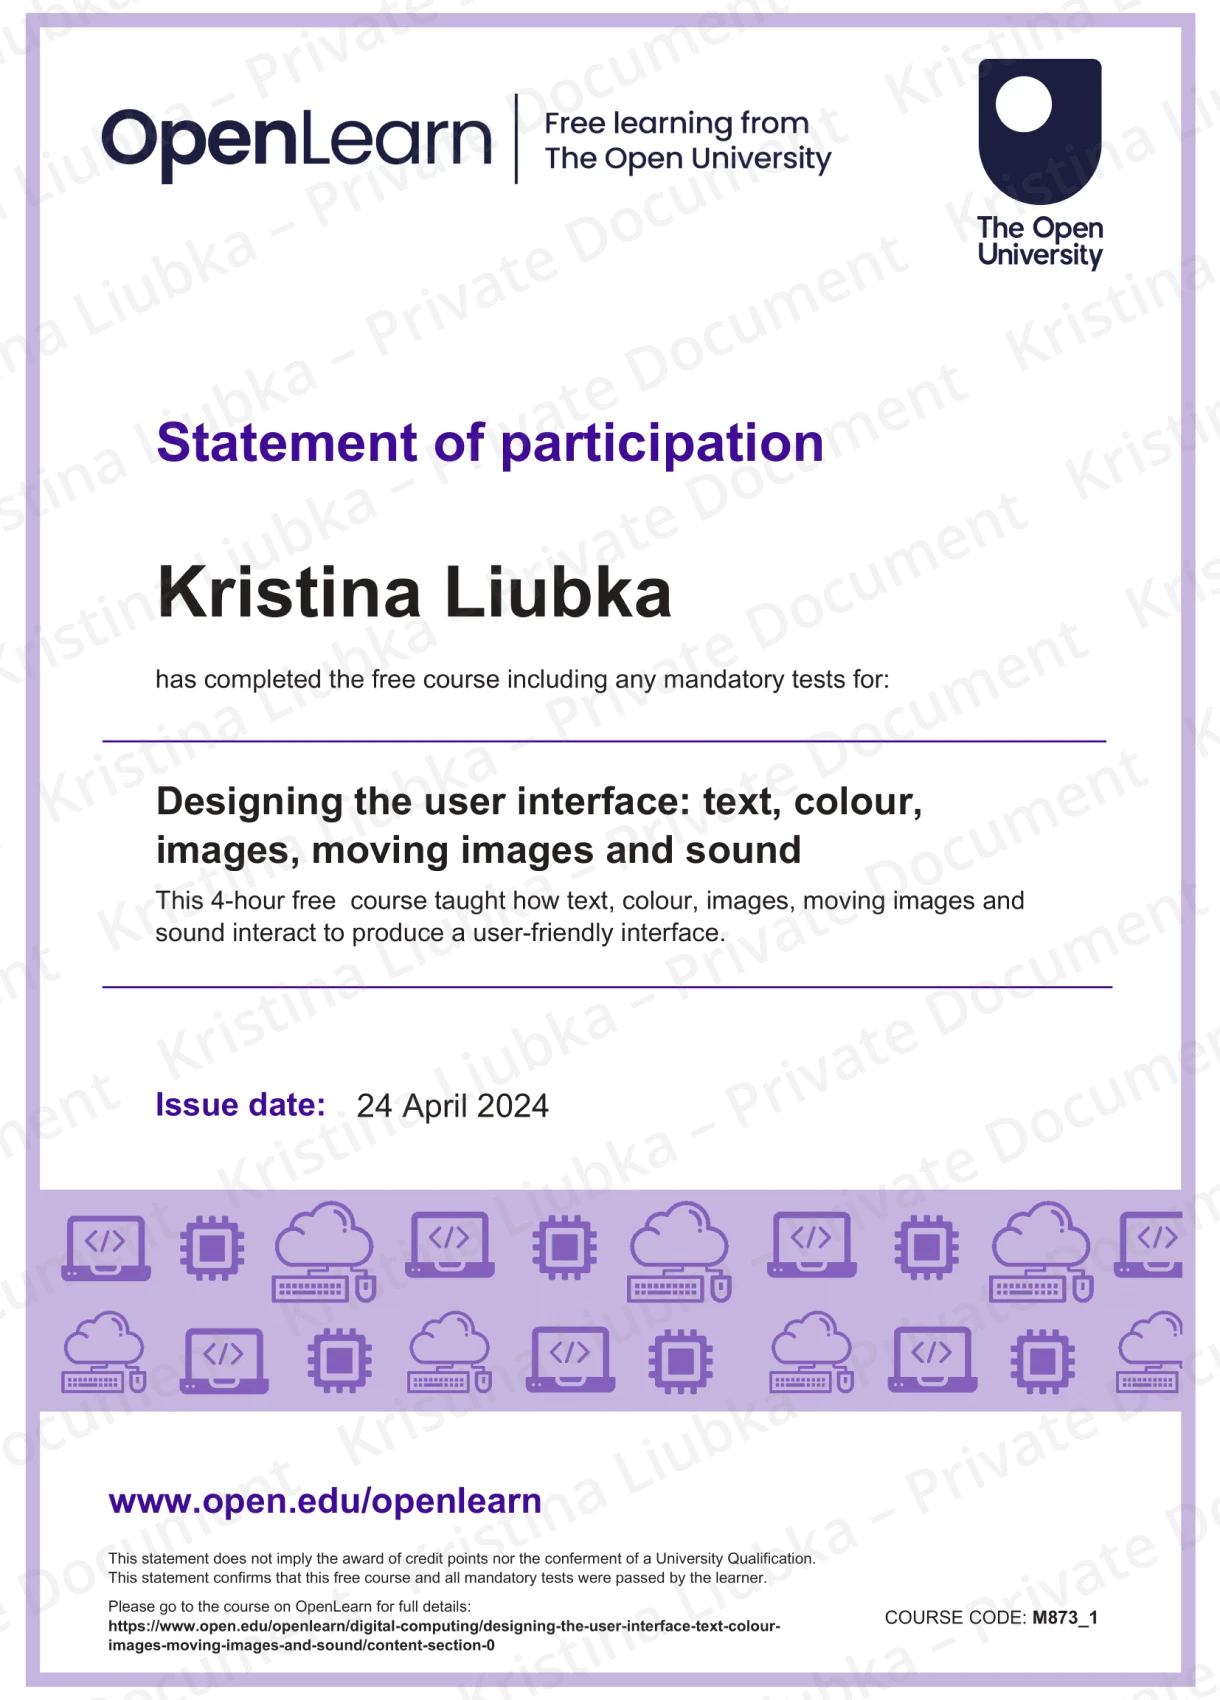 OpenLearn
Free learning from
The Open University
The Open
University
Statement of participation
Kristina Liubka
has completed the free course including any mandatory tests for:
Designing the user interface: text, colour,
images, moving images and sound
This 4-hour free  course taught how text, colour, images, moving images and
sound interact to produce a user-friendly interface.
Issue date: 24 April 2024
www.open.edu/openlearn
This statement does not imply the award of credit points nor the conferment of a University Qualification.
This statement confirms that this free course and all mandatory tests were passed by the learner.
Please go to the course on OpenLearn for full details:
https://www.open.edu/openlearn/digital-computing/designing-the-user-interface-text-colour-
images-moving-images-and-sound/content-section-0
COURSE CODE: M873_1
Kristina Liubka – Private Document